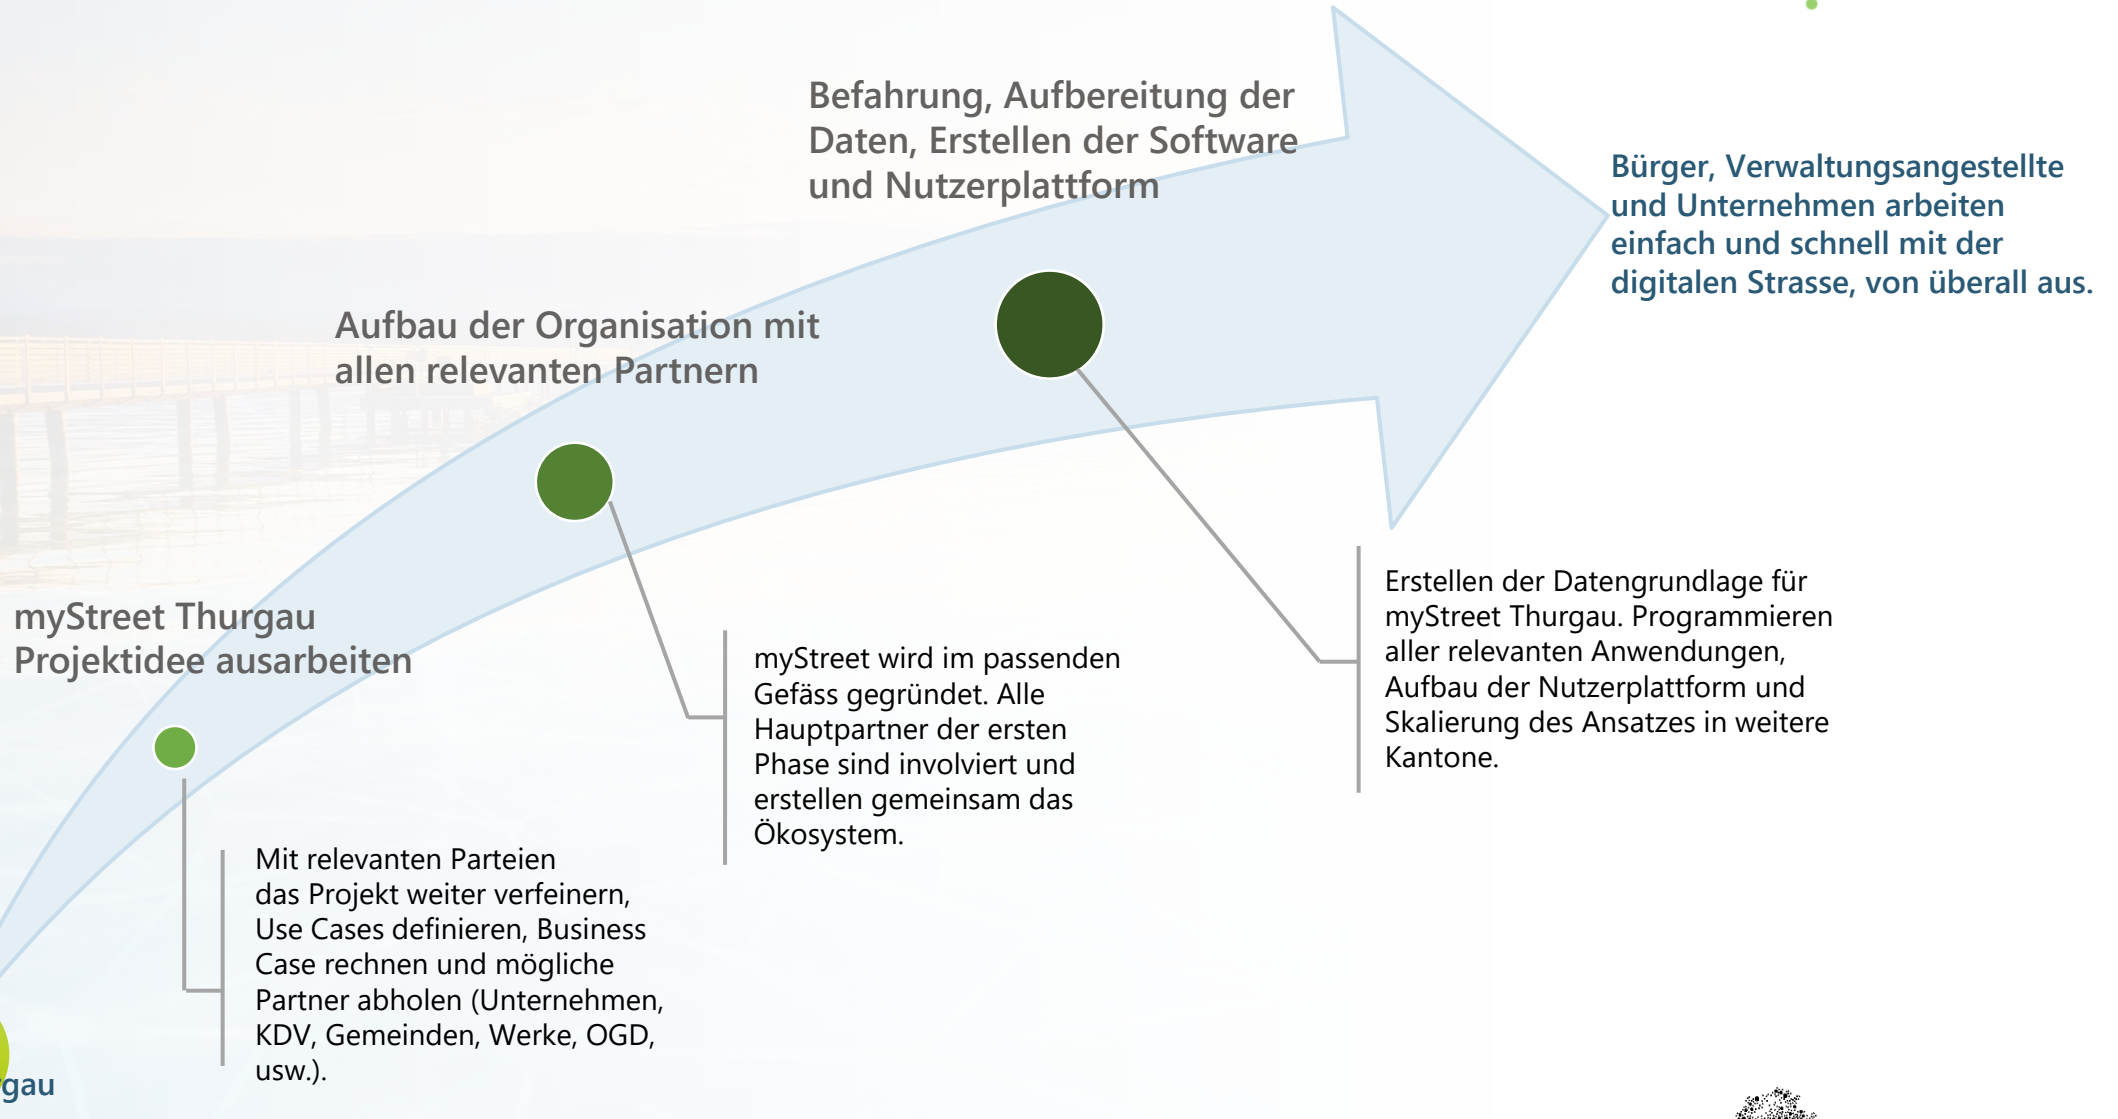 Befahrung, Aufbereitung der
Daten, Erstellen der Software
und Nutzerplattform
Bürger, Verwaltungsangestellte
und Unternehmen arbeiten
einfach und schnell mit der
digitalen Strasse, von überall aus.
Aufbau der Organisation mit
allen relevanten Partnern
myStreet Thurgau
Projektidee ausarbeiten
Erstellen der Datengrundlage für
myStreet Thurgau. Programmieren
aller relevanten Anwendungen,
Aufbau der Nutzerplattform und
Skalierung des Ansatzes in weitere
Kantone.
myStreet wird im passenden
Gefäss gegründet. Alle
Hauptpartner der ersten
Phase sind involviert und
erstellen gemeinsam das
Ökosystem.
Mit relevanten Parteien
das Projekt weiter verfeinern,
Use Cases definieren, Business
Case rechnen und mögliche
Partner abholen (Unternehmen,
KDV, Gemeinden, Werke, OGD,
usw.).
gau